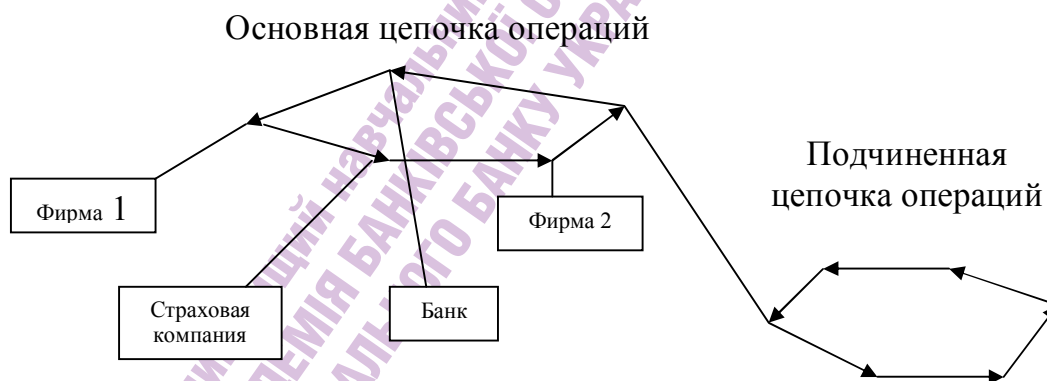 Основная цепочка операций
Подчиненная
цепочка операций
Фирма 1
Фирма 2
Страховая
компания
Банк